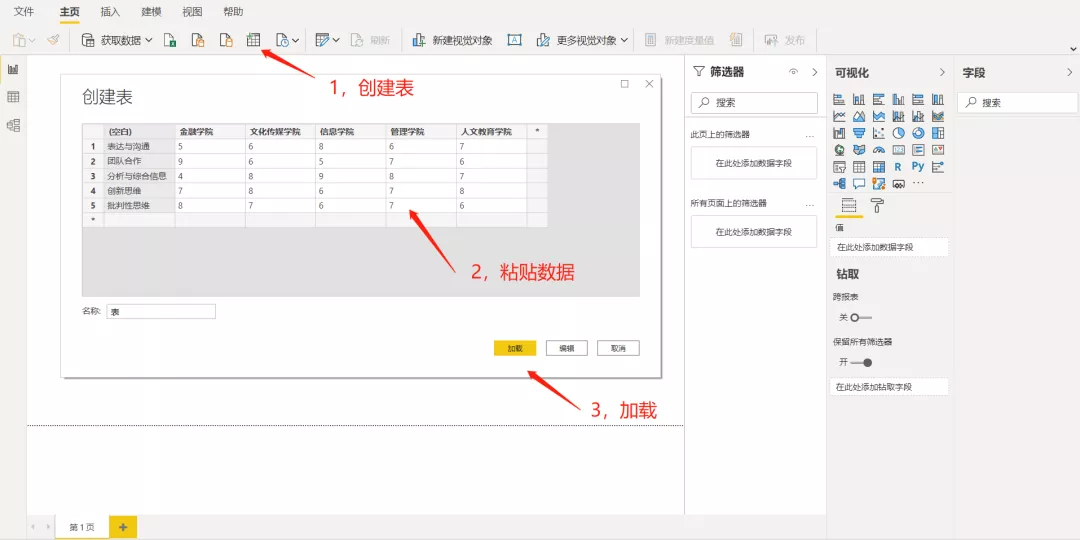 文件 主页 插入 建模 视图 帮助
获取数据 刷新 新建视觉对象 A 更多视觉对象 新建度量值 发布
1，创建表
创建表
(空白) 金融学院 文化传媒学院 信息学院 管理学院 人文教育学院 *
1 表达与沟通 5 6 8 6 7
2 团队合作 9 6 5 7 6
3 分析与综合信息 4 8 9 8 7
4 创新思维 7 8 6 7 8
5 批判性思维 8 7 6 7 6
*
2，粘贴数据
名称: 表
加载 编辑 取消
3，加载
筛选器
搜索
此页上的筛选器 ...
在此处添加数据字段
所有页面上的筛选器 ...
在此处添加数据字段
可视化
123
R Py
...
值
在此处添加数据字段
钻取
跨报表
关
保留所有筛选器
开
在此处添加钻取字段
字段
搜索
第 1 页 +